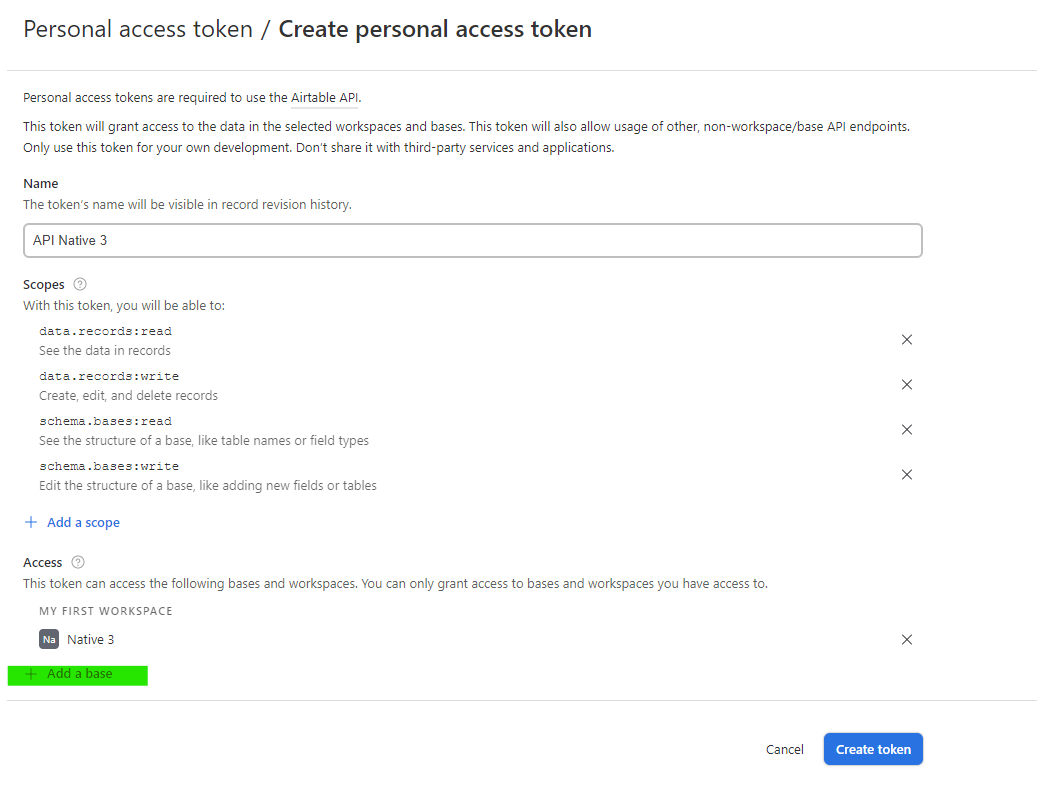 Personal access token / Create personal access token
Personal access tokens are required to use the Airtable API.
This token will grant access to the data in the selected workspaces and bases. This token will also allow usage of other, non-workspace/base API endpoints.
Only use this token for your own development. Don't share it with third-party services and applications.
Name
The token's name will be visible in record revision history.
API Native 3
Scopes ?
With this token, you will be able to:
data.records:read
See the data in records
data.records:write
Create, edit, and delete records
schema.bases:read
See the structure of a base, like table names or field types
schema.bases:write
Edit the structure of a base, like adding new fields or tables
+ Add a scope
Access ?
This token can access the following bases and workspaces. You can only grant access to bases and workspaces you have access to.
MY FIRST WORKSPACE
Na Native 3
+ Add a base
Cancel Create token